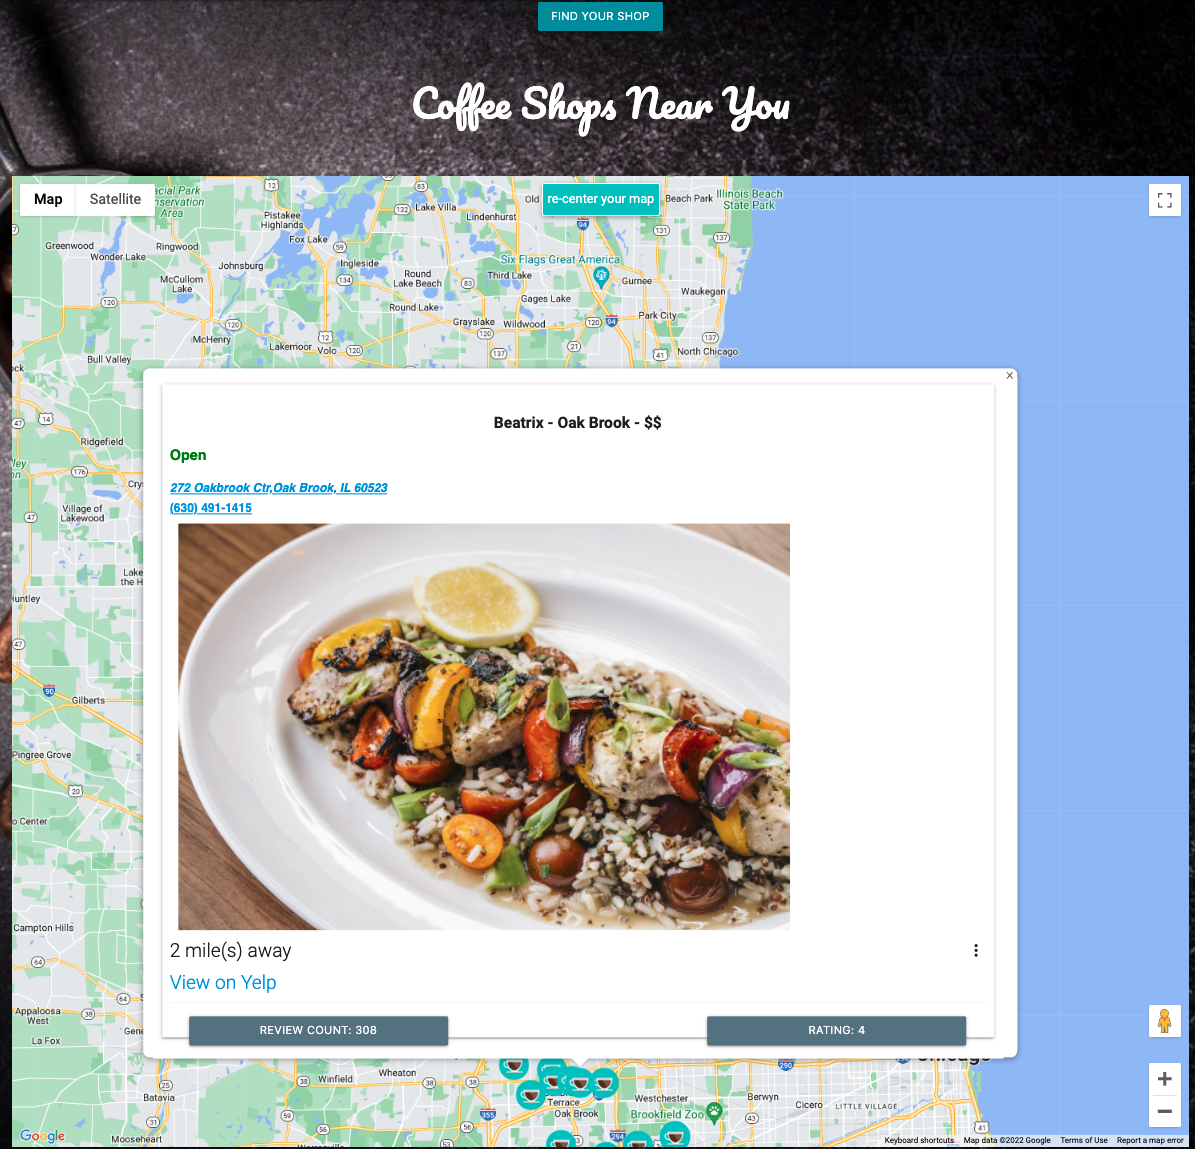 FIND YOUR SHOP
Coffee Shops Near You
Map
Satellite
re-center your map
Illinois Beach
State Park
Beach Park
Old
Lake Villa
Lindenhurst
Pistakee
Highlands
Fox Lake
Greenwood
Ringwood
Wonder Lake
Johnsburg
Ingleside
Six Flags Great America
Third Lake
Gurnee
McCullom
Lake
Round
Lake Beach
Gages Lake
Waukegan
Round Lake
Grayslake
Wildwood
Park City
McHenry
Lakemoor
Volo
North Chicago
Bull Valley
Beatrix - Oak Brook - $$
Open
272 Oakbrook Ctr,Oak Brook, IL 60523
(630) 491-1415
2 mile(s) away
View on Yelp
REVIEW COUNT: 308
RATING: 4
Ridgefield
Village of
Lakewood
Lake
the H
Gilberts
Pingree Grove
Campton Hills
Appaloosa
West
La Fox
Chicago
Winfield
Wheaton
Batavia
Terrace
Oak Brook
Westchester
Brookfield Zoo
Berwyn
Cicero
LITTLE VILLAGE
Mooseheart
Google
Keyboard shortcuts
Map data ©2022 Google
Terms of Use
Report a map error